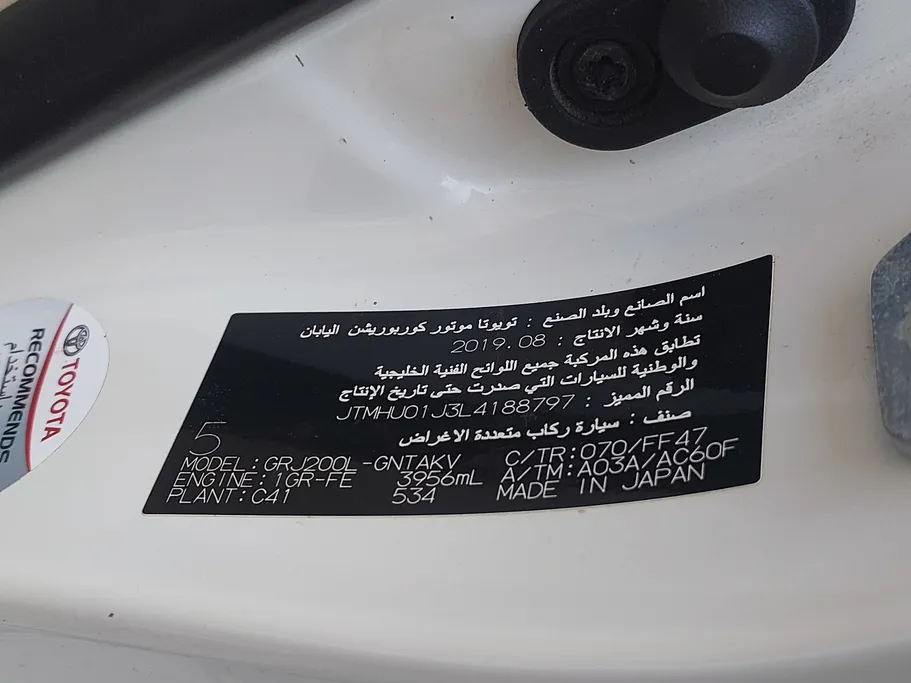 اسم الصانع وبلد الصنع : تويوتا موتور كوربوريشن اليابان
سنة وشهر الانتاج : 2019.08
تطابق هذه المركبة جميع اللوائح الفنية الخليجية
والوطنية للسيارات التي صدرت حتى تاريخ الإنتاج
الرقم المميز : JTMHU01J3L4188797
صنف : سيارة ركاب متعددة الاغراض
5
MODEL:GRJ200L-GNTAKV C/TR:070/FF47
ENGINE:1GR-FE 3956mL A/TM:A03A/AC60F
PLANT:C41 534 MADE IN JAPAN
TOYOTA
RECOMMENDS